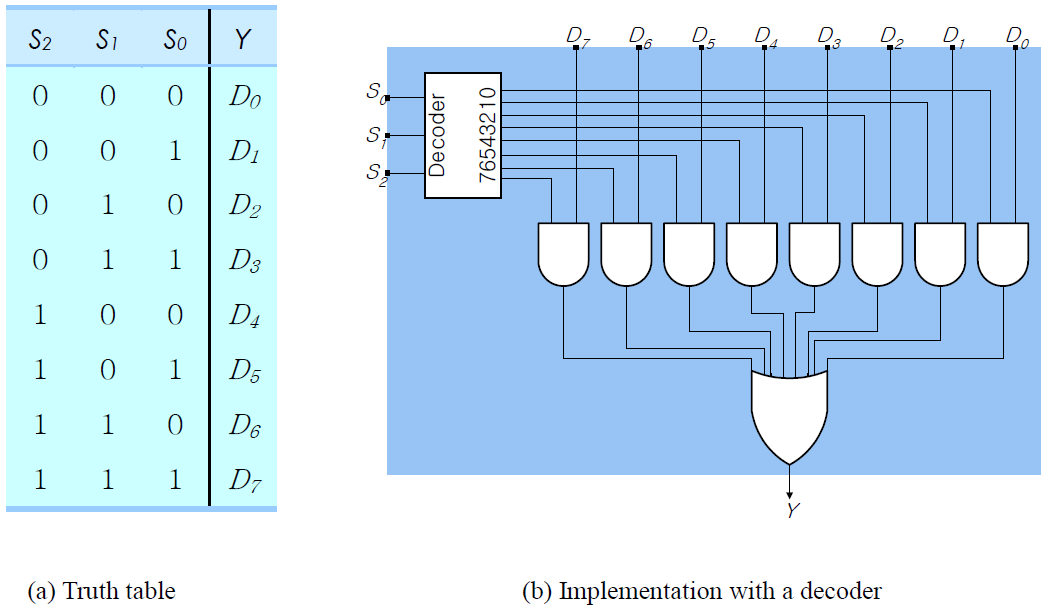 S2 S1 S0 Y
0 0 0 D0
0 0 1 D1
0 1 0 D2
0 1 1 D3
1 0 0 D4
1 0 1 D5
1 1 0 D6
1 1 1 D7
(a) Truth table
D7 D6 D5 D4 D3 D2 D1 D0
S0
S1
S2
Decoder
76543210
Y
(b) Implementation with a decoder